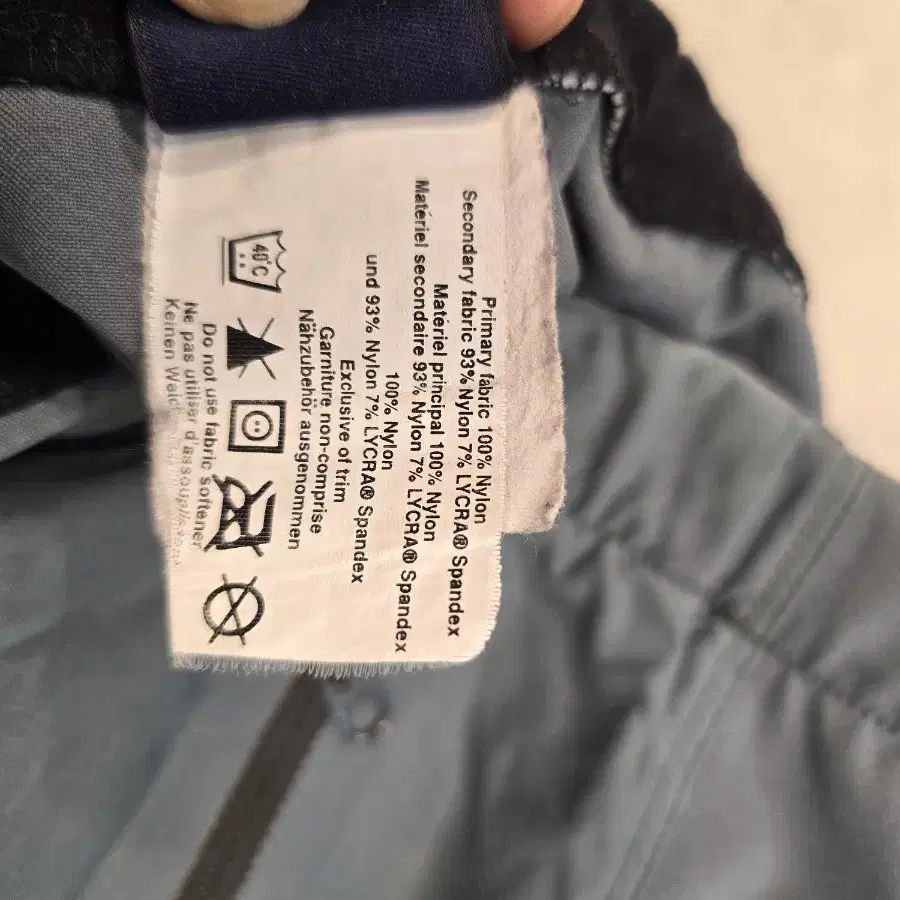 Primary fabric 100% Nylon
Secondary fabric 93% Nylon 7% LYCRA® Spandex
Materiel principal 100% Nylon
Matériel secondaire 93% Nylon 7% LYCRA® Spandex
100% Nylon
und 93% Nylon 7% LYCRA® Spandex
Exclusive of trim
Garniture non-comprise
Nähzubehör ausgenommen
40°C
Do not use fabric softener
Ne pas utiliser d'assouplissant
Keinen